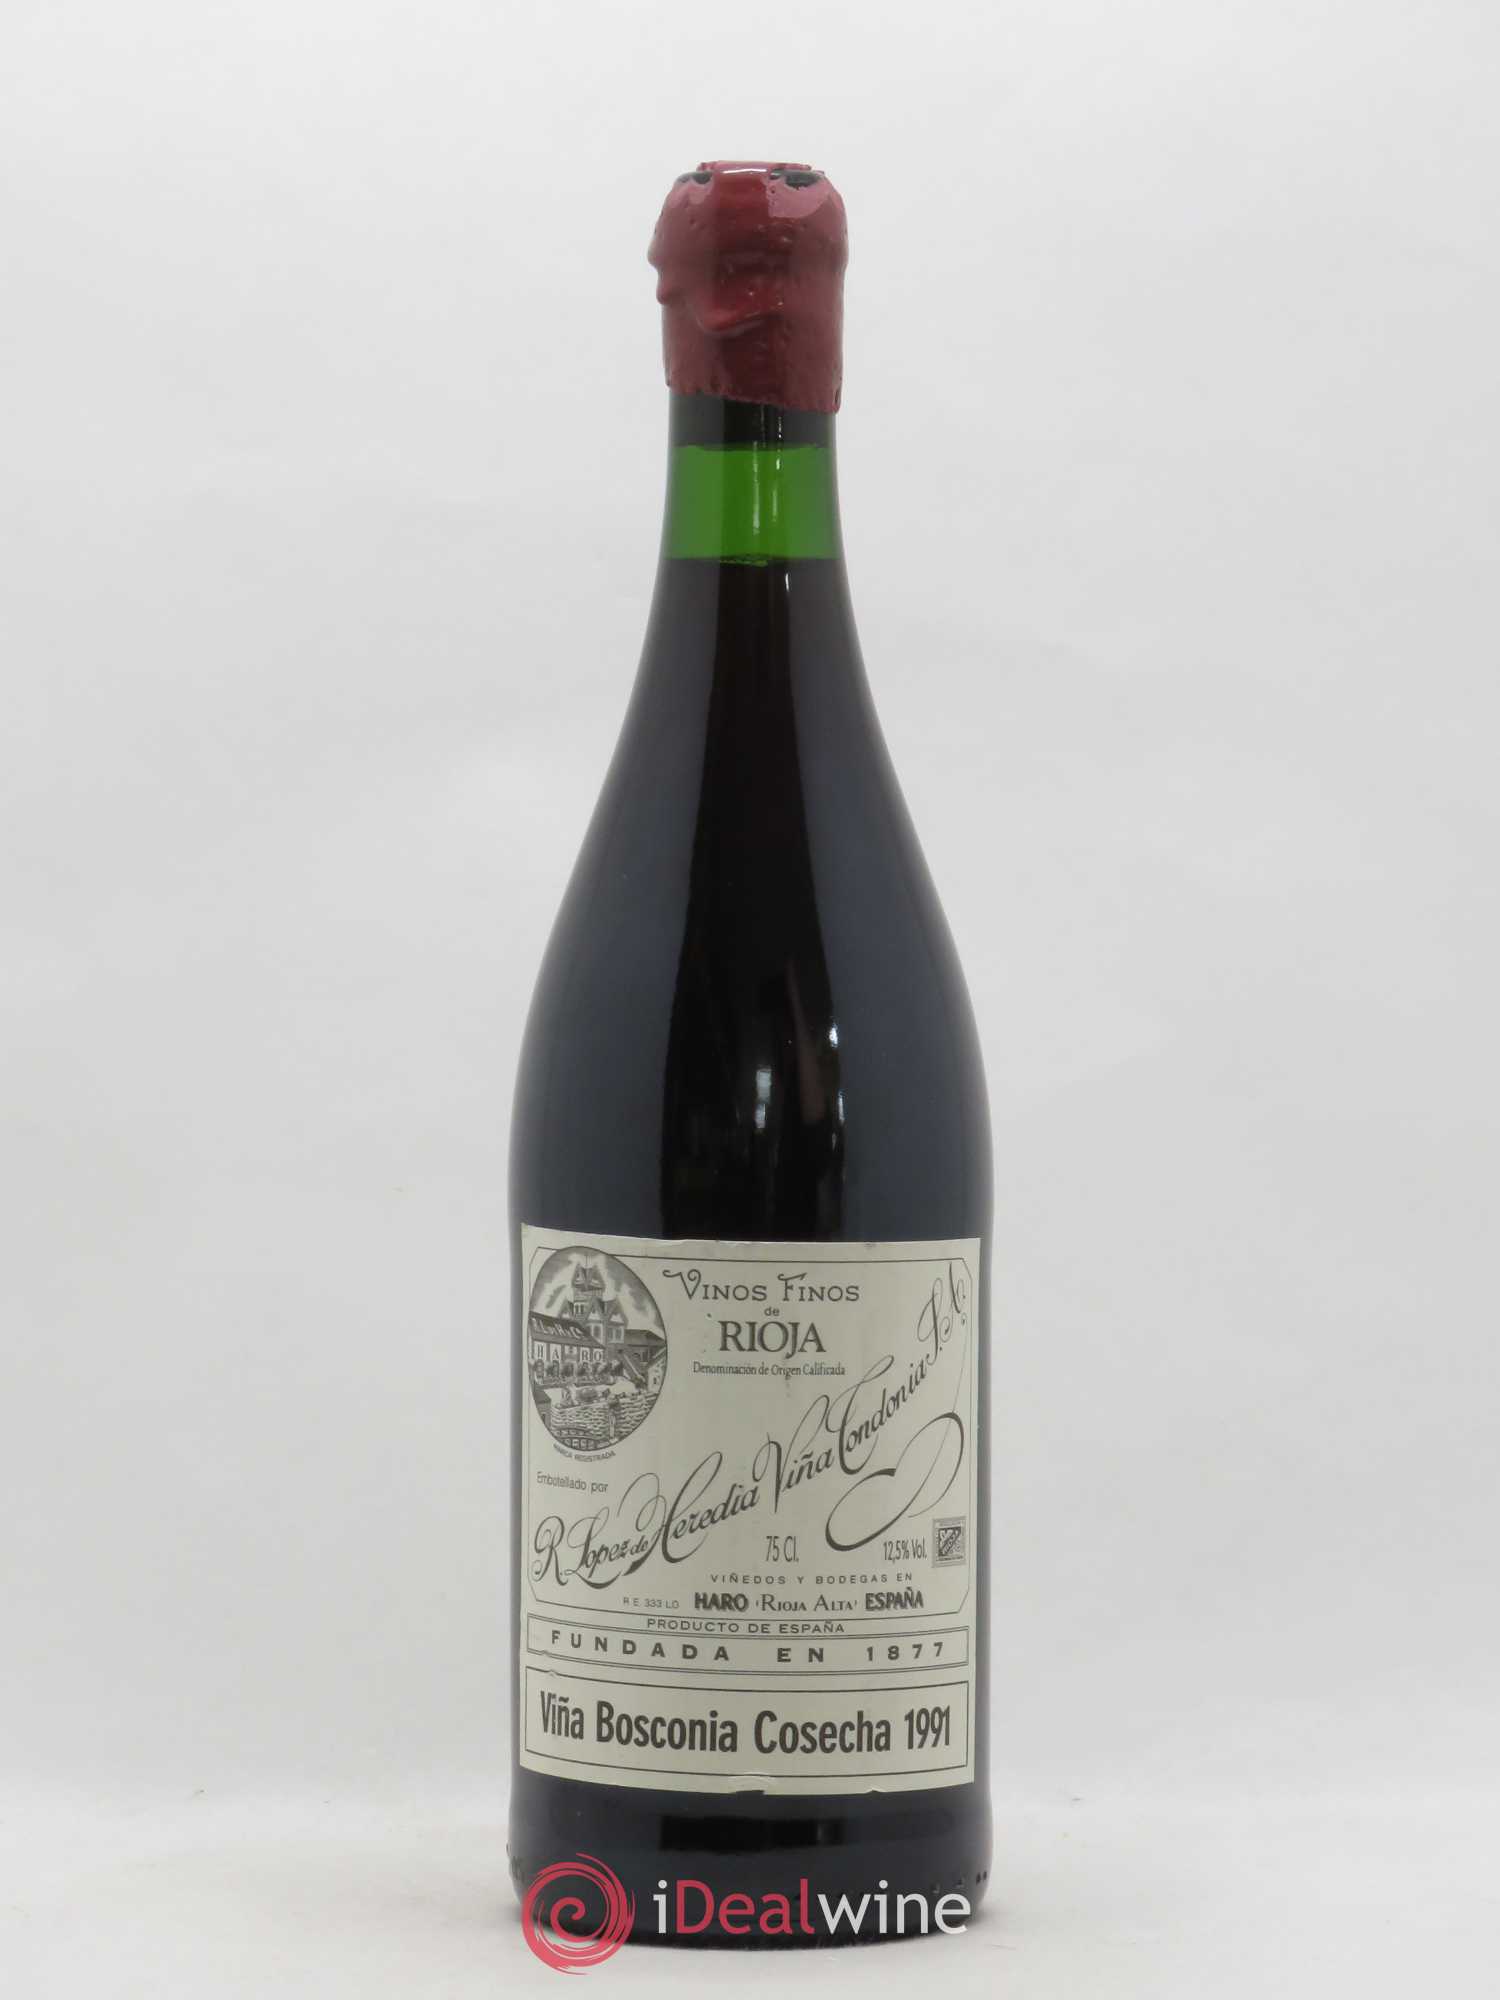 VINOS FINOS
de
RIOJA
Denominación de Origen Calificada
HARO
MARCA REGISTRADA
Embotellado por
R. Lopez de Heredia Viña Tondonia S.A.
75 Cl.
12,5% Vol.
VIÑEDOS Y BODEGAS EN
R.E. 333 LO HARO (RIOJA ALTA) ESPAÑA
PRODUCTO DE ESPAÑA
FUNDADA EN 1877
Viña Bosconia Cosecha 1991
iDealwine